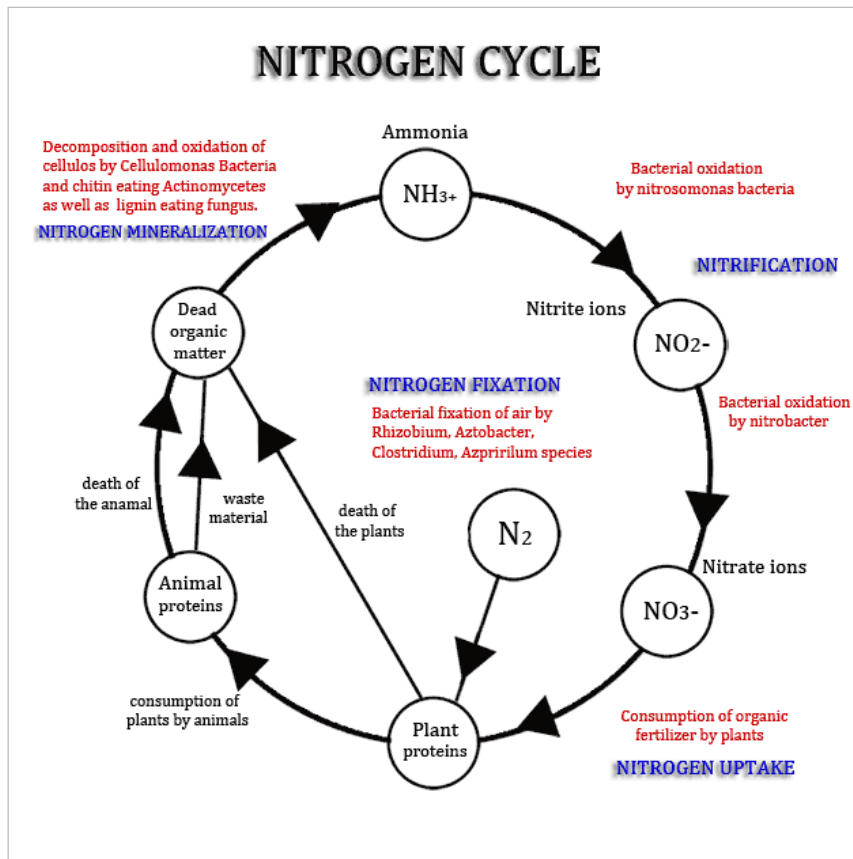 NITROGEN CYCLE
Decomposition and oxidation of
cellulos by Cellulomonas Bacteria
and chitin eating Actinomycetes
as well as lignin eating fungus.
NITROGEN MINERALIZATION
Ammonia
NH3+
Bacterial oxidation
by nitrosomonas bacteria
NITRIFICATION
Nitrite ions
NO2-
Bacterial oxidation
by nitrobacter
Dead
organic
matter
NITROGEN FIXATION
Bacterial fixation of air by
Rhizobium, Aztobacter,
Clostridium, Azpririlum species
death of
the anamal
waste
material
death of
the plants
N2
Nitrate ions
NO3-
Animal
proteins
consumption of
plants by animals
Plant
proteins
Consumption of organic
fertilizer by plants
NITROGEN UPTAKE